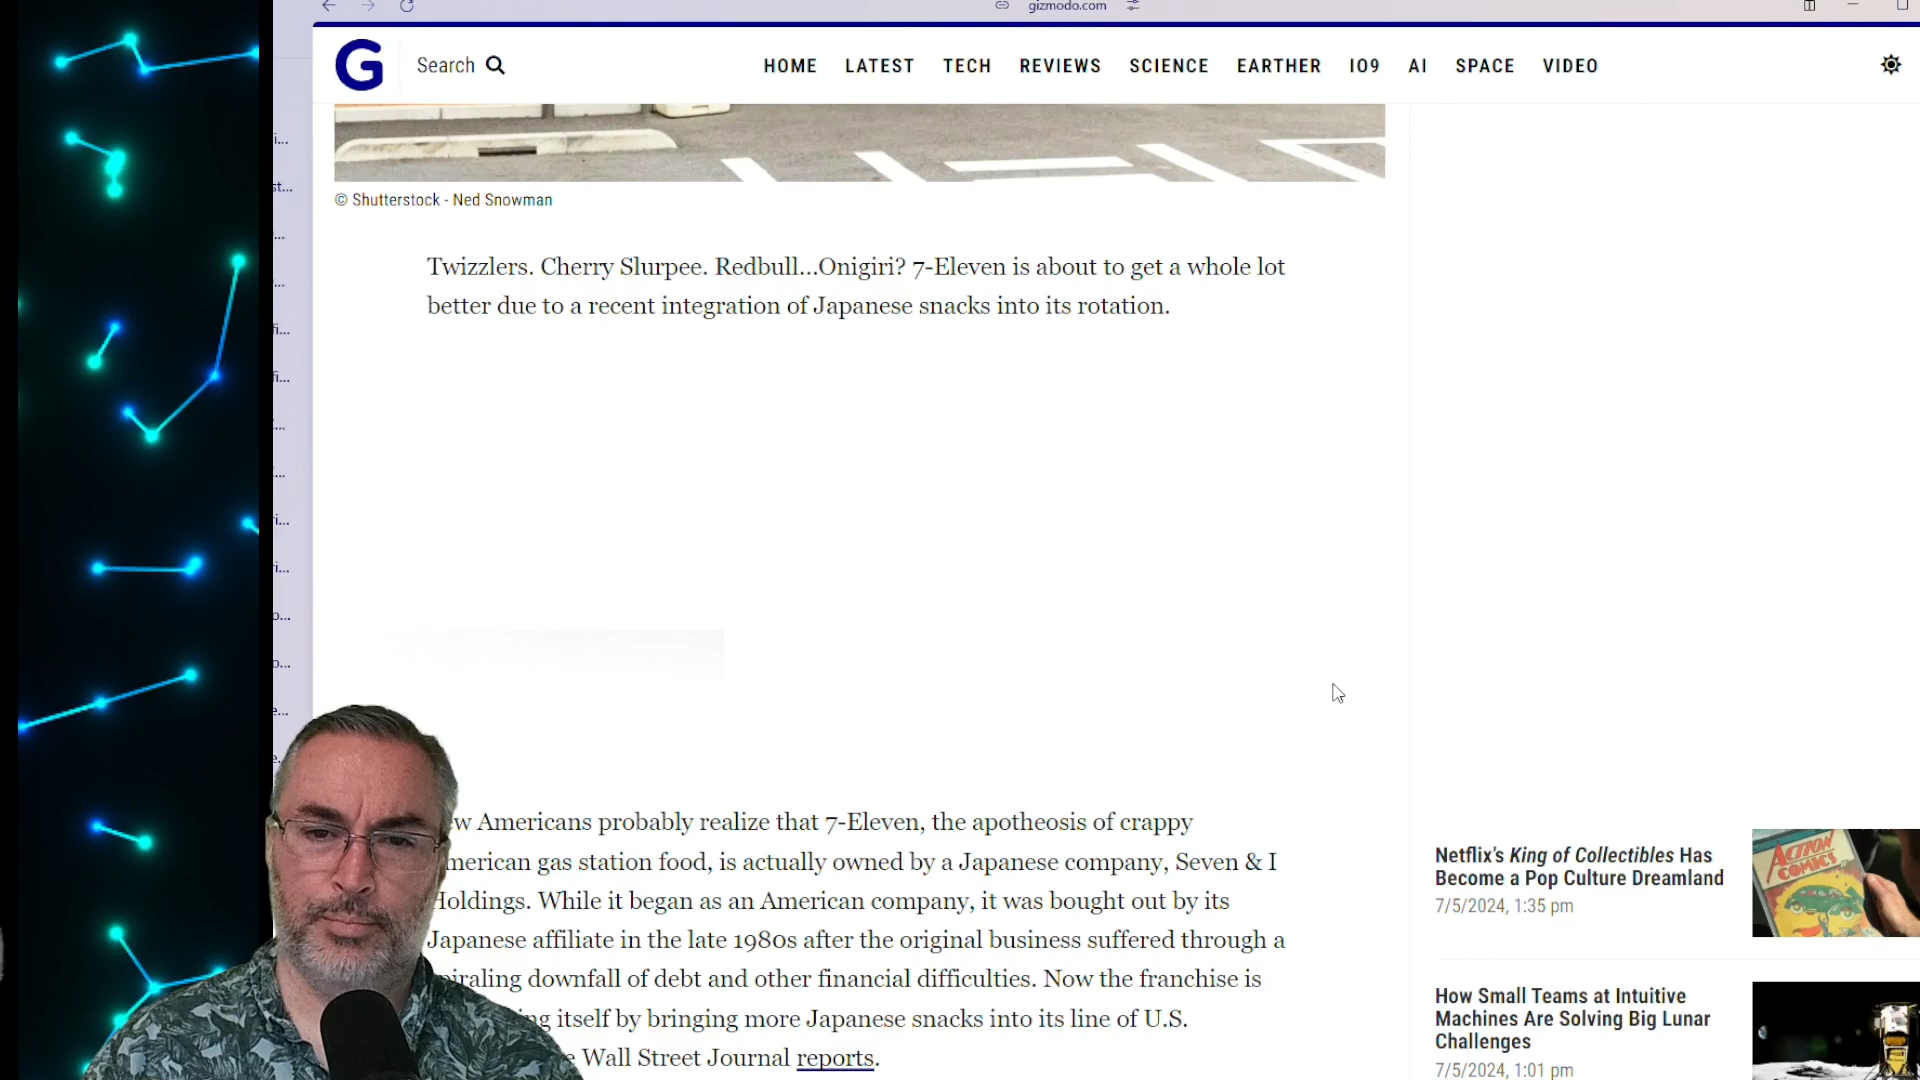 gizmodo.com
G
Search
HOME LATEST TECH REVIEWS SCIENCE EARTHER IO9 AI SPACE VIDEO
© Shutterstock - Ned Snowman
Twizzlers. Cherry Slurpee. Redbull...Onigiri? 7-Eleven is about to get a whole lot
better due to a recent integration of Japanese snacks into its rotation.
Americans probably realize that 7-Eleven, the apotheosis of crappy
gas station food, is actually owned by a Japanese company, Seven & I
Holdings. While it began as an American company, it was bought out by its
Japanese affiliate in the late 1980s after the original business suffered through a
downfall of debt and other financial difficulties. Now the franchise is
itself by bringing more Japanese snacks into its line of U.S.
Wall Street Journal reports.
Netflix's King of Collectibles Has
Become a Pop Culture Dreamland
7/5/2024, 1:35 pm
ACTION
COMICS
How Small Teams at Intuitive
Machines Are Solving Big Lunar
Challenges
7/5/2024, 1:01 pm